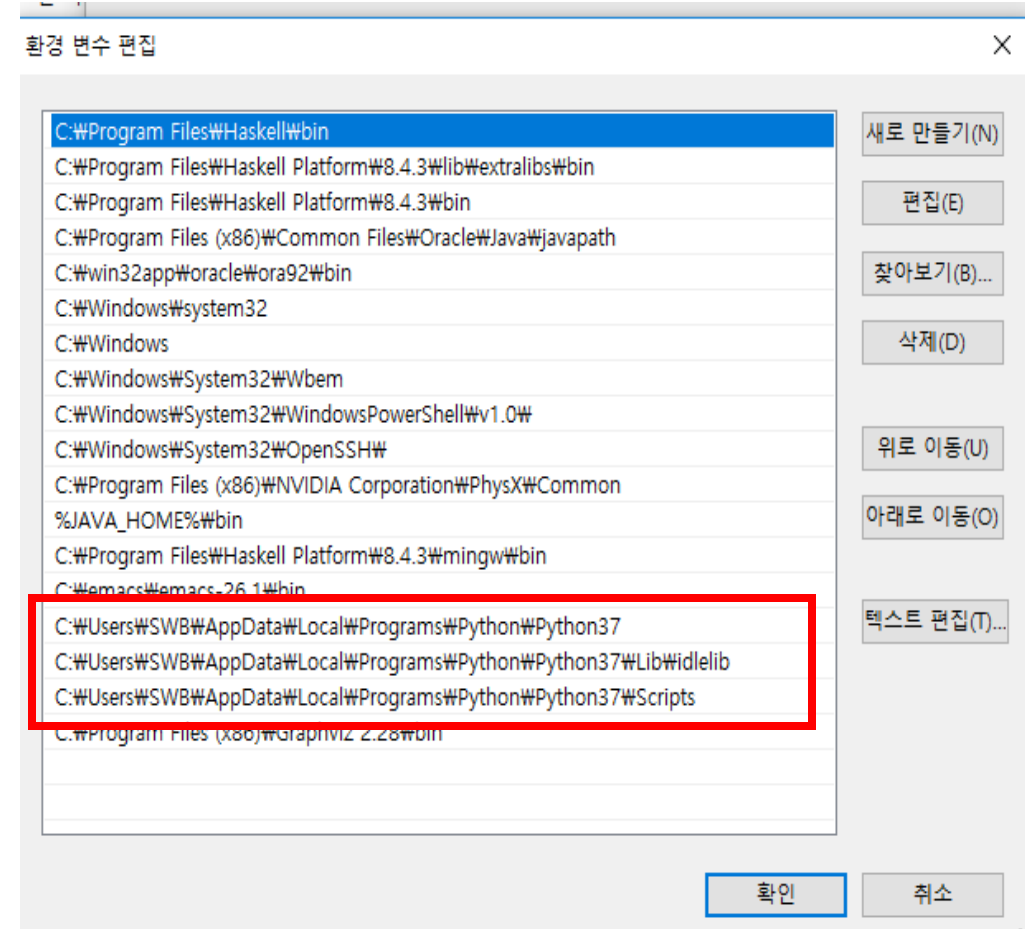 환경 변수 편집
C:₩Program Files₩Haskell₩bin
C:₩Program Files₩Haskell Platform₩8.4.3₩lib₩extralibs₩bin
C:₩Program Files₩Haskell Platform₩8.4.3₩bin
C:₩Program Files (x86)₩Common Files₩Oracle₩Java₩javapath
C:₩win32app₩oracle₩ora92₩bin
C:₩Windows₩system32
C:₩Windows
C:₩Windows₩System32₩Wbem
C:₩Windows₩System32₩WindowsPowerShell₩v1.0₩
C:₩Windows₩System32₩OpenSSH₩
C:₩Program Files (x86)₩NVIDIA Corporation₩PhysX₩Common
%JAVA_HOME%₩bin
C:₩Program Files₩Haskell Platform₩8.4.3₩mingw₩bin
C:₩emacs₩emacs-26.1₩bin
C:₩Users₩SWB₩AppData₩Local₩Programs₩Python₩Python37
C:₩Users₩SWB₩AppData₩Local₩Programs₩Python₩Python37₩Lib₩idlelib
C:₩Users₩SWB₩AppData₩Local₩Programs₩Python₩Python37₩Scripts
C:₩Program Files (x86)₩Graphviz 2.28₩bin
새로 만들기(N)
편집(E)
찾아보기(B)...
삭제(D)
위로 이동(U)
아래로 이동(O)
텍스트 편집(T)...
확인
취소